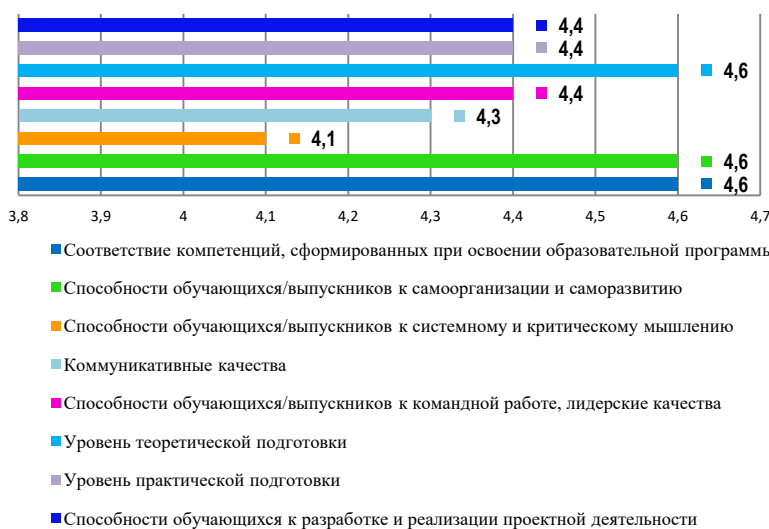 4,4
4,4
4,6
4,4
4,3
4,1
4,6
4,6
3,8 3,9 4 4,1 4,2 4,3 4,4 4,5 4,6 4,7
Соответствие компетенций, сформированных при освоении образовательной программы
Способности обучающихся/выпускников к самоорганизации и саморазвитию
Способности обучающихся/выпускников к системному и критическому мышлению
Коммуникативные качества
Способности обучающихся/выпускников к командной работе, лидерские качества
Уровень теоретической подготовки
Уровень практической подготовки
Способности обучающихся к разработке и реализации проектной деятельности